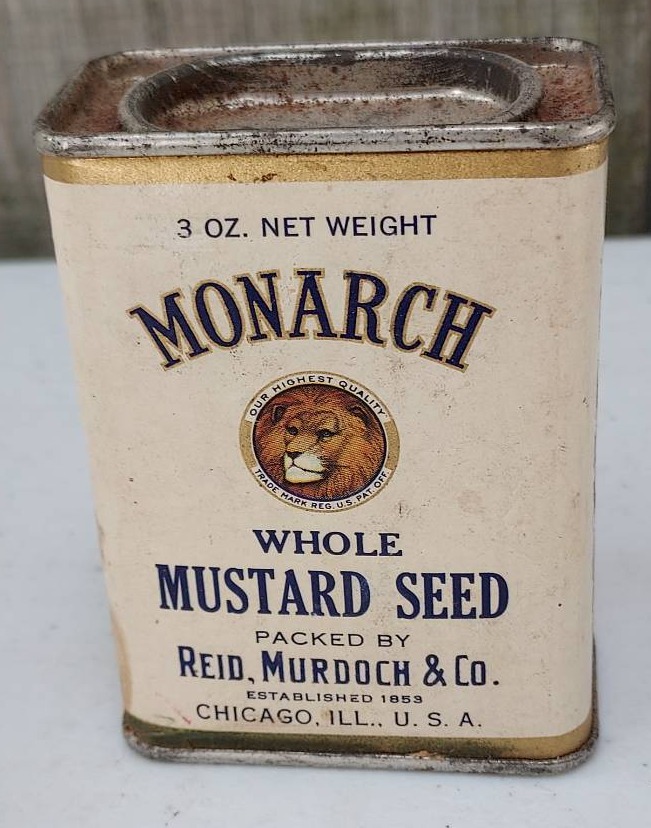 3 OZ. NET WEIGHT
MONARCH
OUR HIGHEST QUALITY
TRADE MARK REG. U.S. PAT. OFF.
WHOLE
MUSTARD SEED
PACKED BY
REID, MURDOCH & CO.
ESTABLISHED 1853
CHICAGO, ILL., U. S. A.